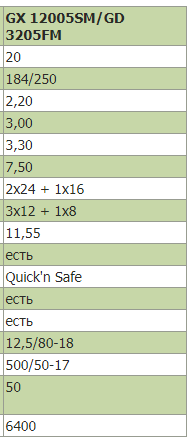 GX 12005SM/GD
3205FM
20
184/250
2,20
3,00
3,30
7,50
2x24 + 1x16
3x12 + 1x8
11,55
есть
Quick'n Safe
есть
есть
12,5/80-18
500/50-17
50
6400